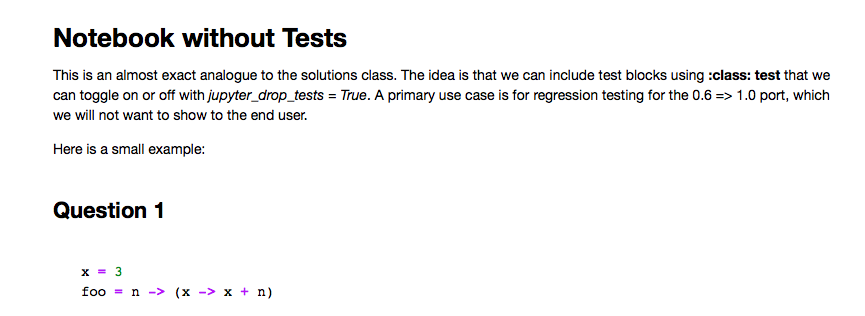 Notebook without Tests
This is an almost exact analogue to the solutions class. The idea is that we can include test blocks using :class: test that we
can toggle on or off with jupyter_drop_tests = True. A primary use case is for regression testing for the 0.6 => 1.0 port, which
we will not want to show to the end user.
Here is a small example:
Question 1
x = 3
foo = n -> (x -> x + n)